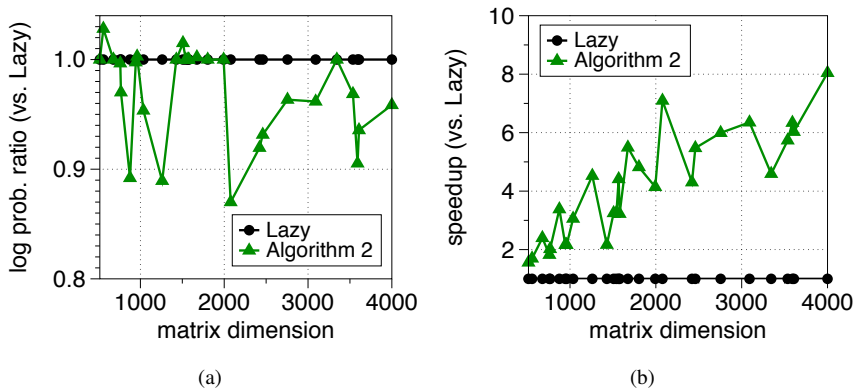 log prob. ratio (vs. Lazy)
1.0
0.9
0.8
Lazy
Algorithm 2
1000 2000 3000 4000
matrix dimension
(a)
speedup (vs. Lazy)
10
8
6
4
2
Lazy
Algorithm 2
1000 2000 3000 4000
matrix dimension
(b)